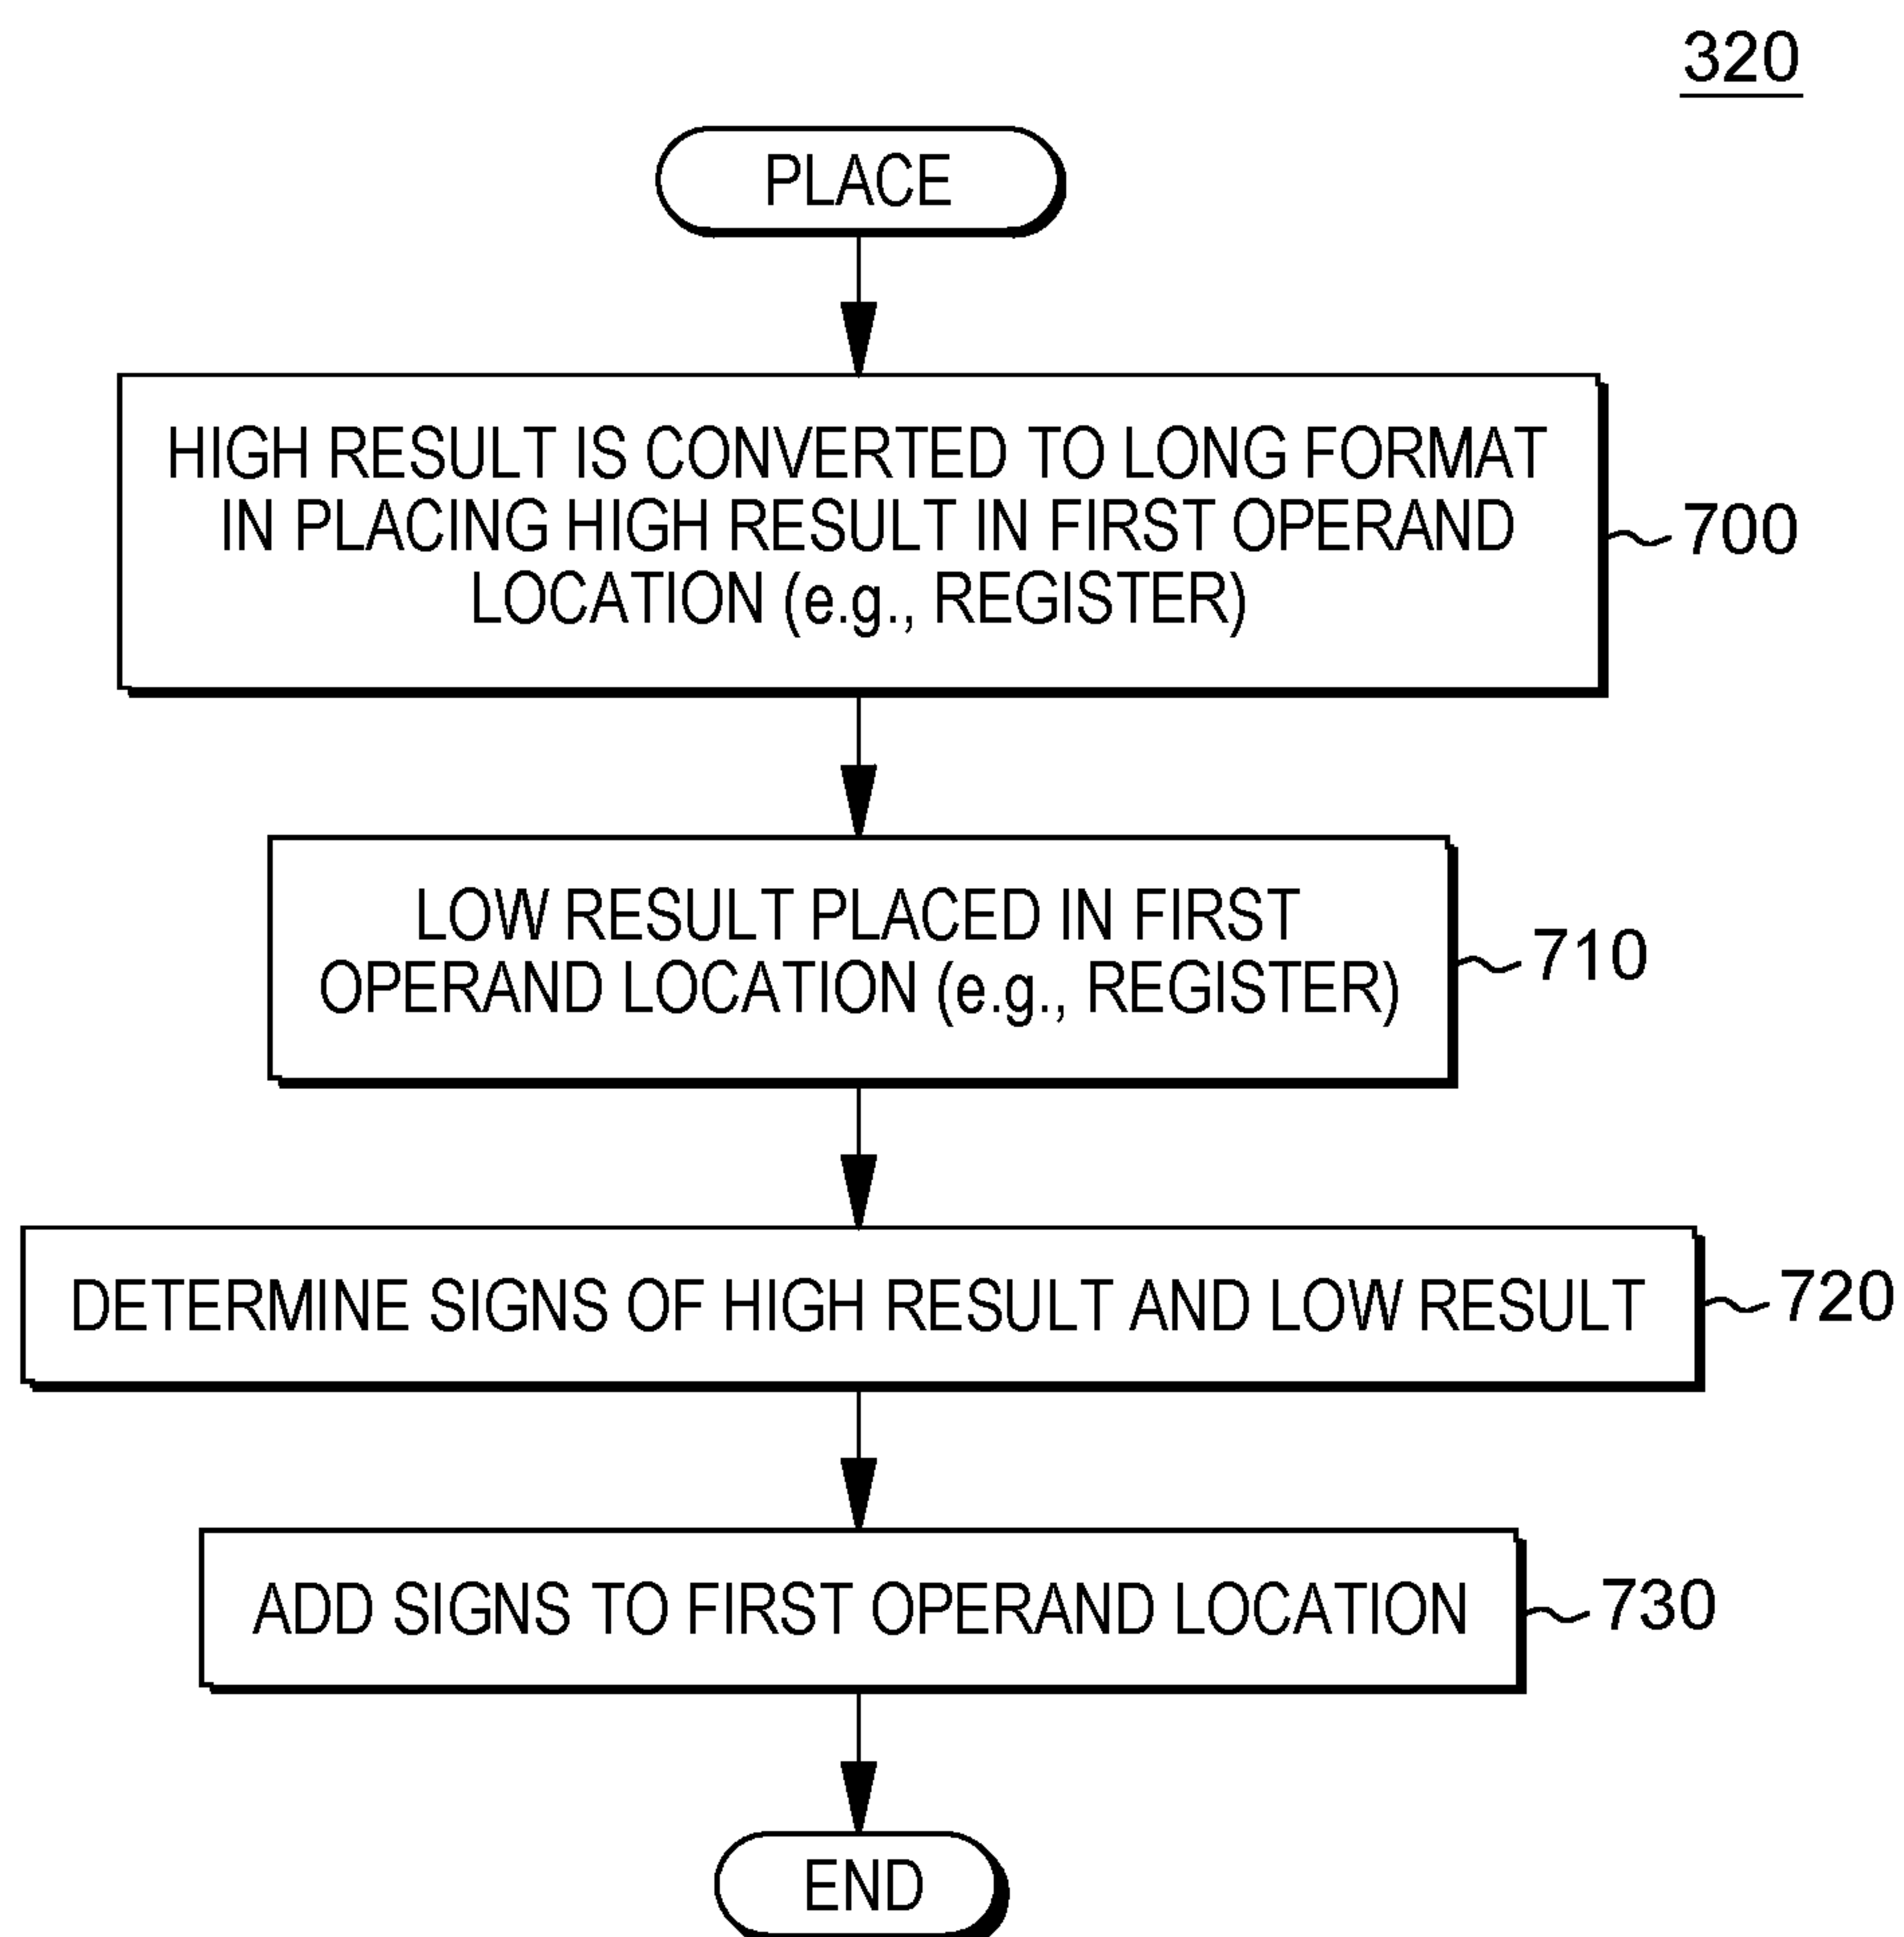 320
PLACE
HIGH RESULT IS CONVERTED TO LONG FORMAT
IN PLACING HIGH RESULT IN FIRST OPERAND
LOCATION (e.g., REGISTER)
700
LOW RESULT PLACED IN FIRST
OPERAND LOCATION (e.g., REGISTER)
710
DETERMINE SIGNS OF HIGH RESULT AND LOW RESULT
720
ADD SIGNS TO FIRST OPERAND LOCATION
730
END